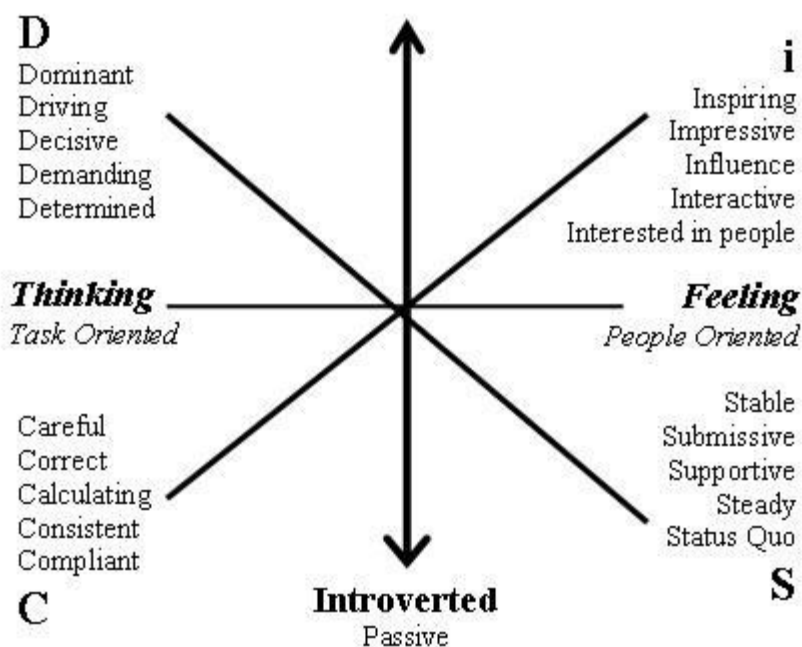 D
Dominant
Driving
Decisive
Demanding
Determined
i
Inspiring
Impressive
Influence
Interactive
Interested in people
Thinking
Task Oriented
Feeling
People Oriented
Careful
Correct
Calculating
Consistent
Compliant
C
Stable
Submissive
Supportive
Steady
Status Quo
S
Introverted
Passive